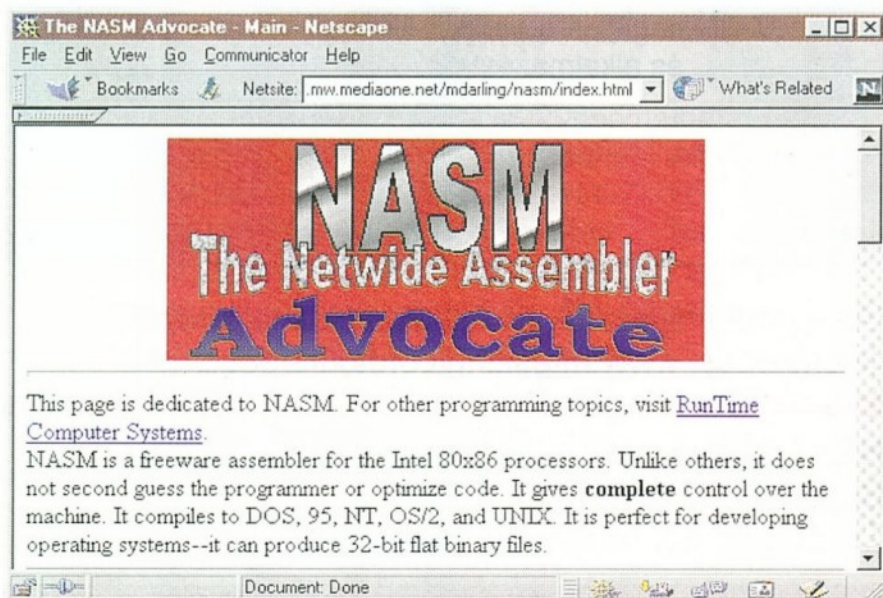 The NASM Advocate - Main - Netscape
File Edit View Go Communicator Help
Bookmarks Netsite: .mw.mediaone.net/mdarling/nasm/index.html What's Related N
NASM
The Netwide Assembler
Advocate
This page is dedicated to NASM. For other programming topics, visit RunTime
Computer Systems.
NASM is a freeware assembler for the Intel 80x86 processors. Unlike others, it does
not second guess the programmer or optimize code. It gives complete control over the
machine. It compiles to DOS, 95, NT, OS/2, and UNIX. It is perfect for developing
operating systems--it can produce 32-bit flat binary files.
Document: Done